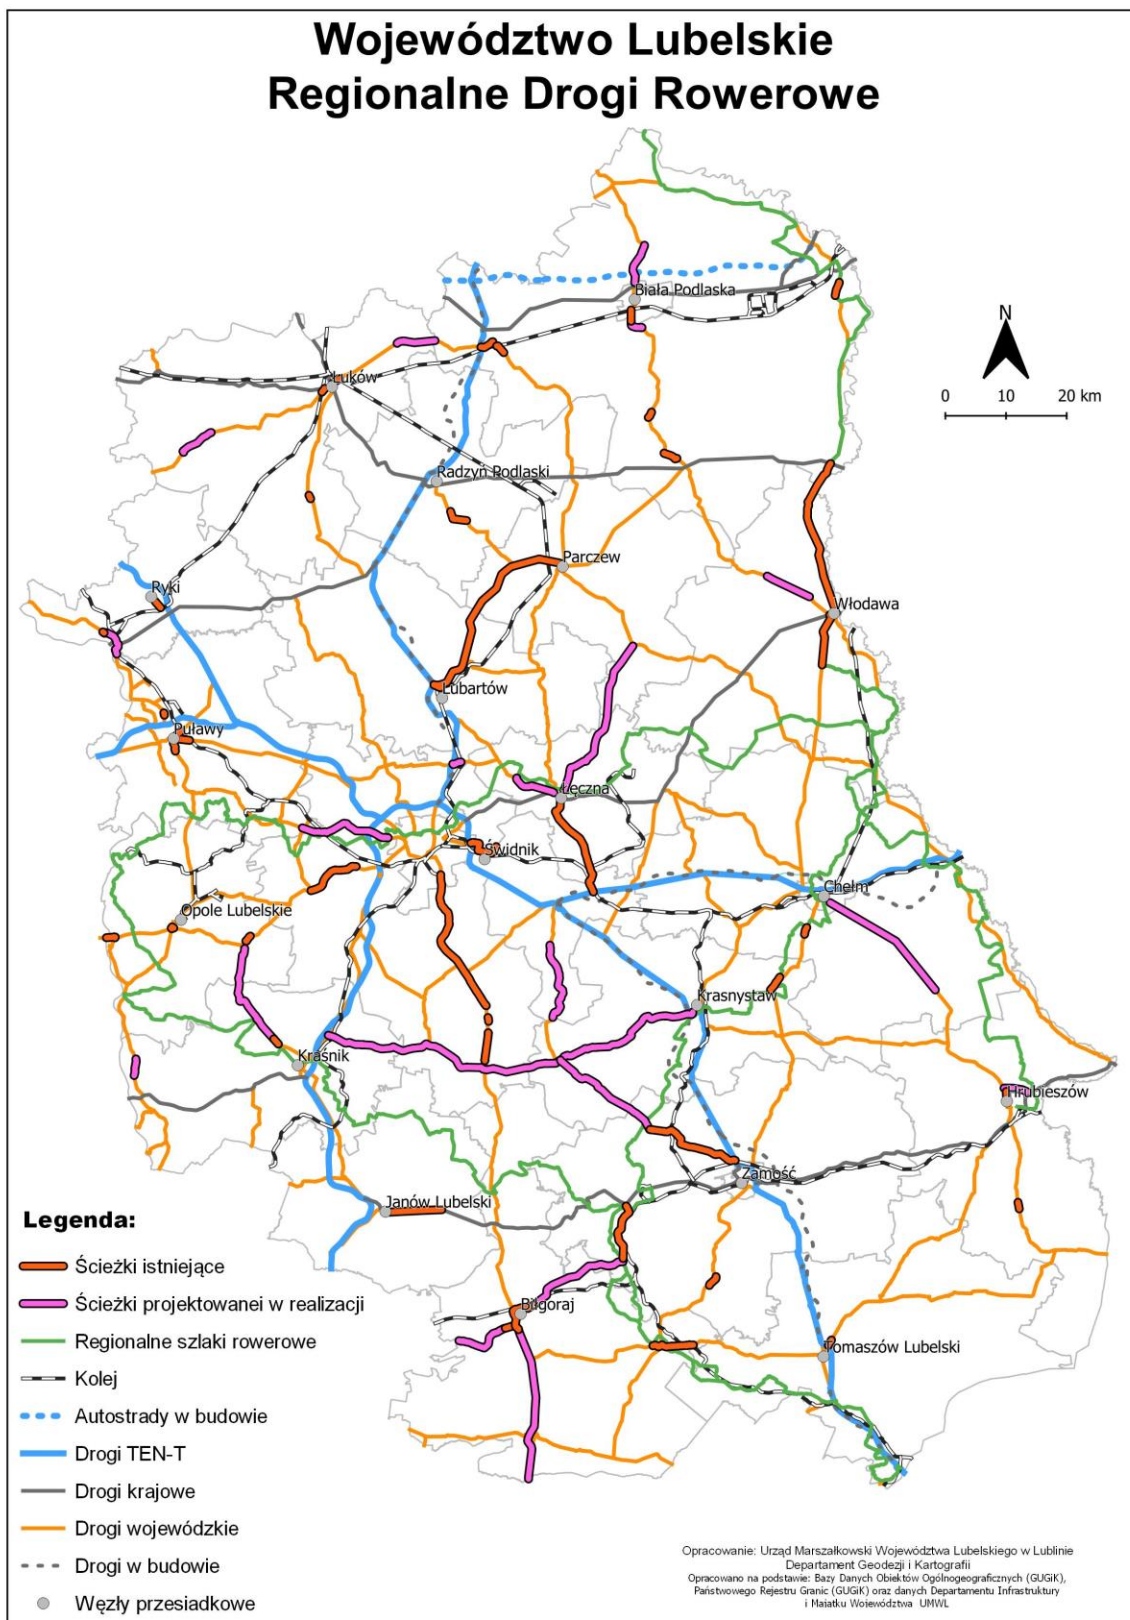 Województwo Lubelskie
Regionalne Drogi Rowerowe
Biała Podlaska
N
0 10 20 km
Łuków
Radzyń Podlaski
Parczew
Ryki
Włodawa
Lubartów
Puławy
Łęczna
Świdnik
Chełm
Opole Lubelskie
Krasnystaw
Kraśnik
Hrubieszów
Zamość
Janów Lubelski
Biłgoraj
Tomaszów Lubelski
Legenda:
Ścieżki istniejące
Ścieżki projektowanei w realizacji
Regionalne szlaki rowerowe
Kolej
Autostrady w budowie
Drogi TEN-T
Drogi krajowe
Drogi wojewódzkie
Drogi w budowie
Węzły przesiadkowe
Opracowanie: Urząd Marszałkowski Województwa Lubelskiego w Lublinie
Departament Geodezji i Kartografii
Opracowano na podstawie: Bazy Danych Obiektów Ogólnogeograficznych (GUGiK),
Państwowego Rejestru Granic (GUGiK) oraz danych Departamentu Infrastruktury
i Majatku Województwa UMWL